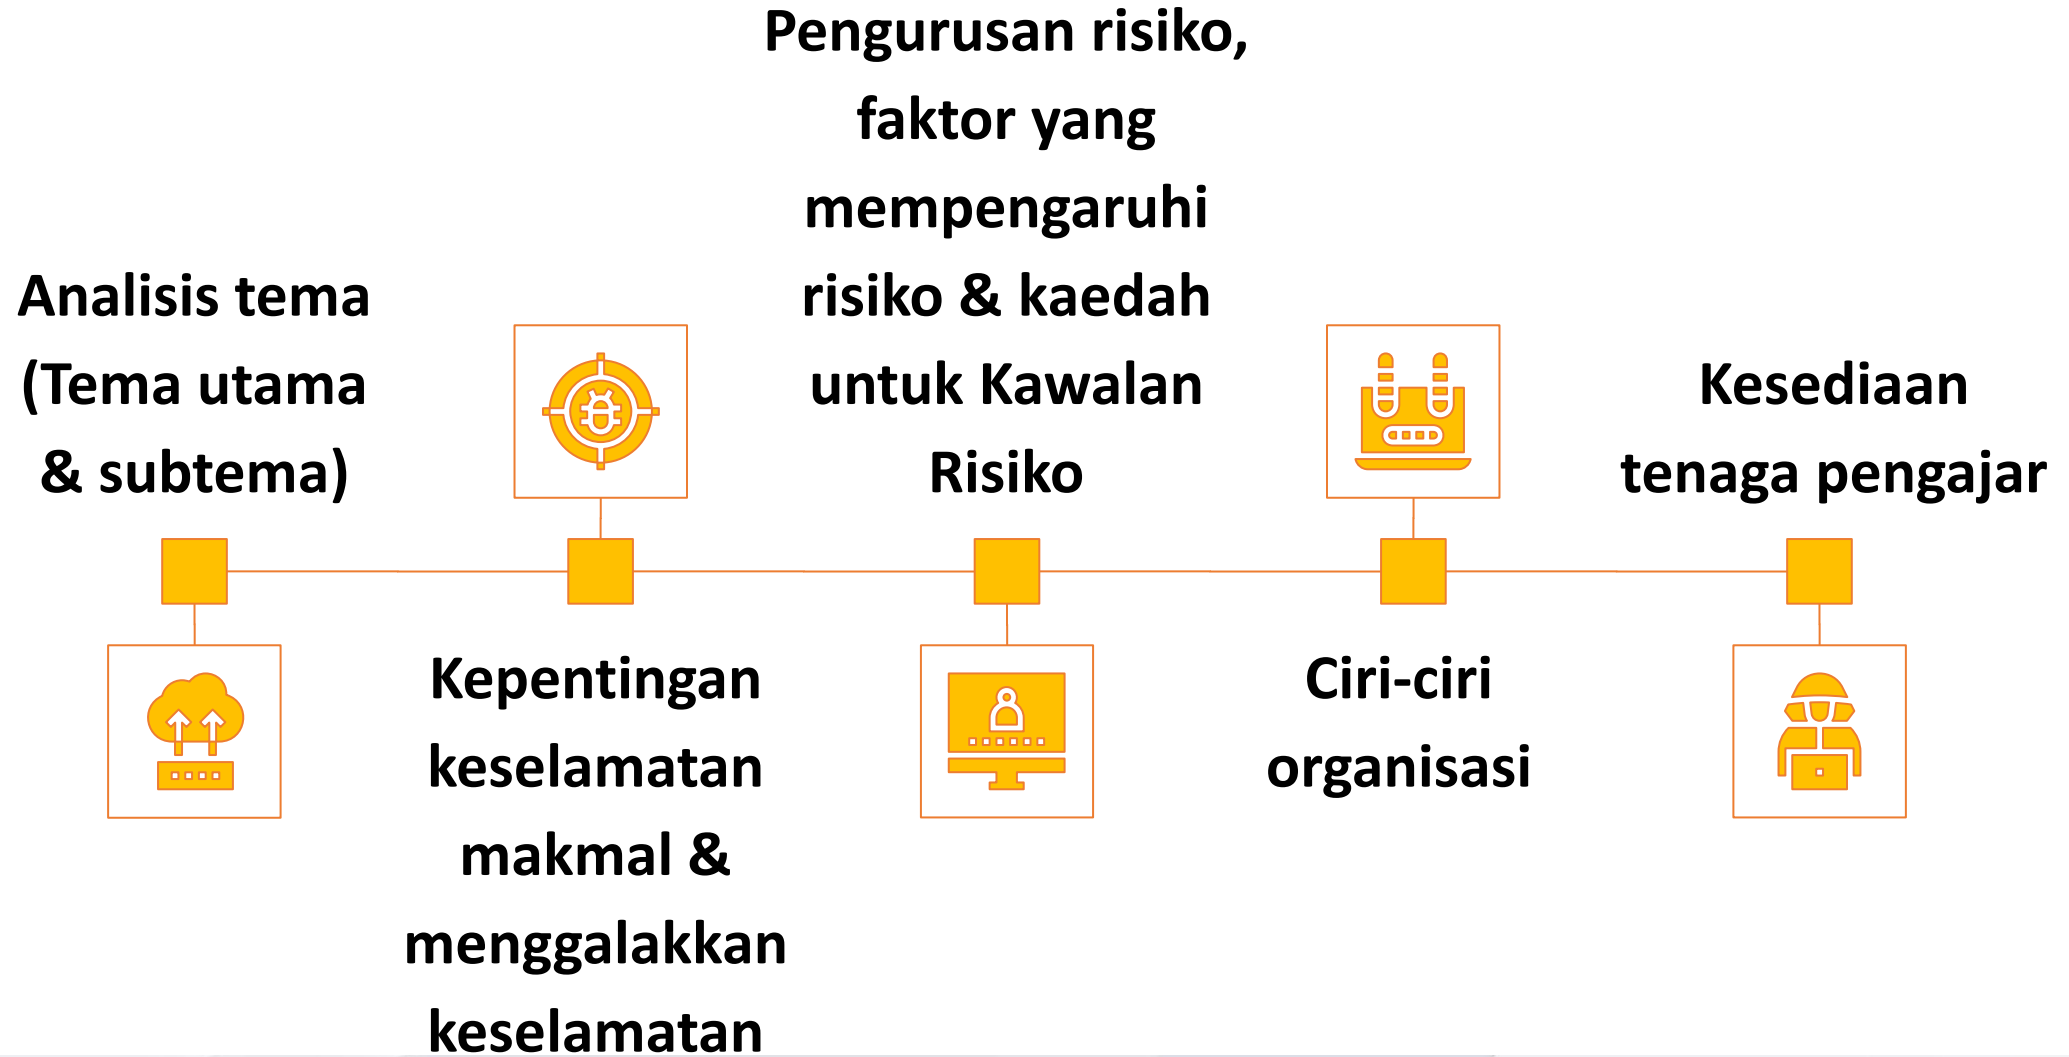 Analisis tema
(Tema utama
& subtema)
Kepentingan
keselamatan
makmal &
menggalakkan
keselamatan
Pengurusan risiko,
faktor yang
mempengaruhi
risiko & kaedah
untuk Kawalan
Risiko
Ciri-ciri
organisasi
Kesediaan
tenaga pengajar